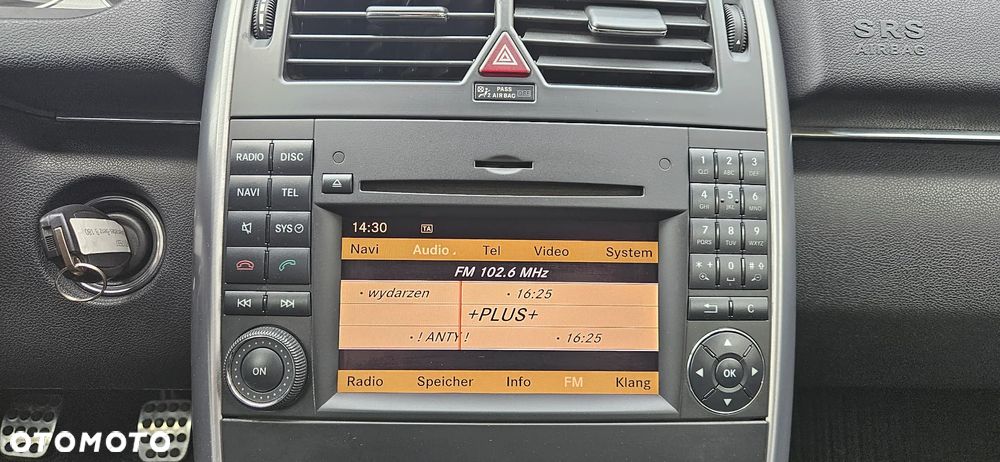 SRS
AIRBAG
PASS
AIRBAG OFF
RADIO DISC
NAVI TEL
SYS
ON
14:30 TA
Navi Audio Tel Video System
FM 102.6 MHz
• wydarzen • 16:25
+PLUS+
• ! ANTY ! • 16:25
Radio Speicher Info FM Klang
1 2 ABC 3 DEF
4 GHI 5 JKL 6 MNO
7 PQRS 8 TUV 9 WXYZ
* + 0 #
C
OK
OTOMOTO